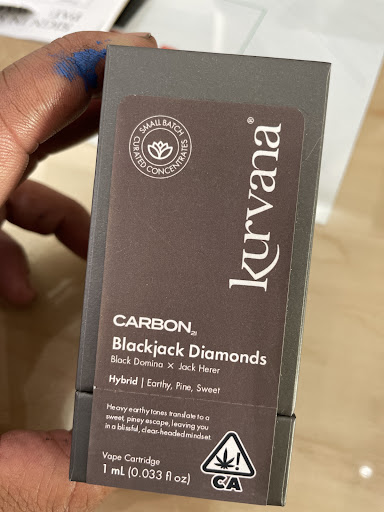 SMALL BATCH
CURATED CONCENTRATES
kurvana®
CARBON21
Blackjack Diamonds
Black Domina × Jack Herer
Hybrid | Earthy, Pine, Sweet
Heavy earthy tones translate to a
sweet, piney escape, leaving you
in a blissful, clear-headed mindset.
Vape Cartridge
1 mL (0.033 fl oz)
!
CA